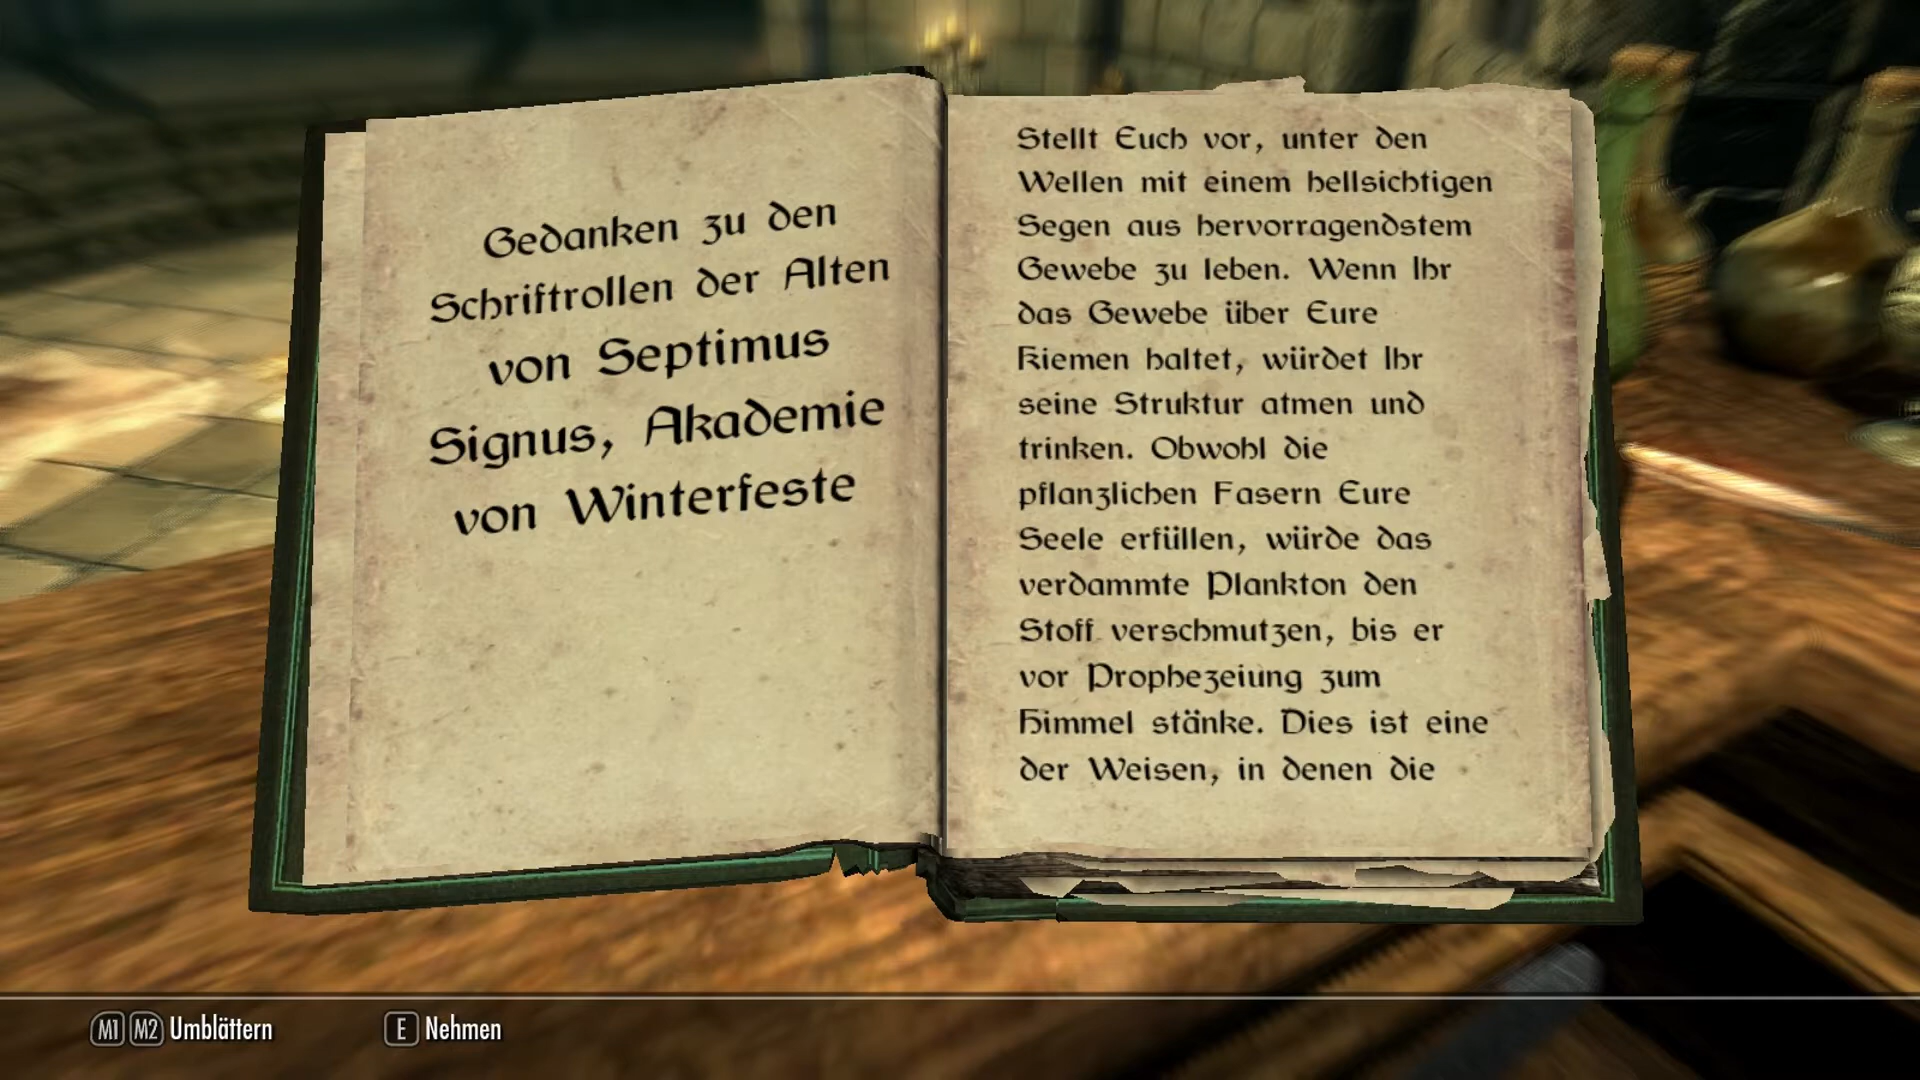 Gedanken zu den
Schriftrollen der Alten
von Septimus
Signus, Akademie
von Winterfeste
Stellt Euch vor, unter den
Wellen mit einem hellsichtigen
Segen aus hervorragendstem
Gewebe zu leben. Wenn Ihr
das Gewebe über Eure
Kiemen haltet, würdet Ihr
seine Struktur atmen und
trinken. Obwohl die
pflanzlichen Fasern Eure
Seele erfüllen, würde das
verdammte Plankton den
Stoff verschmutzen, bis er
vor Prophezeiung zum
Himmel stänke. Dies ist eine
der Weisen, in denen die
M1 M2 Umblättern
E Nehmen